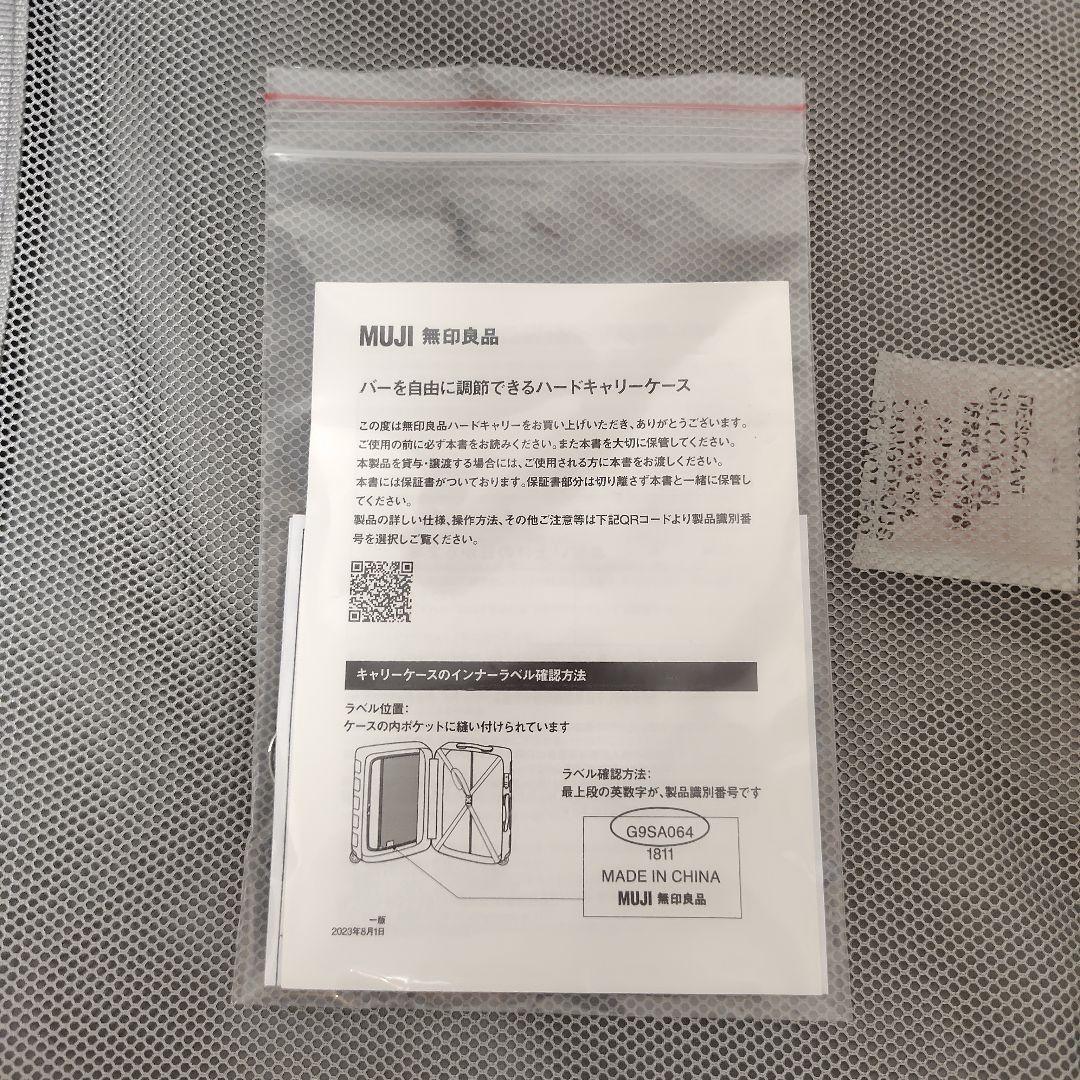 MUJI 無印良品
バーを自由に調節できるハードキャリーケース
この度は無印良品ハードキャリーをお買い上げいただき、ありがとうございます。
ご使用の前に必ず本書をお読みください。また本書を大切に保管してください。
本製品を貸与・譲渡する場合には、ご使用される方に本書をお渡しください。
本書には保証書がついております。保証書部分は切り離さず本書と一緒に保管し
てください。
製品の詳しい仕様、操作方法、その他ご注意等は下記QRコードより製品識別番
号を選択しご覧ください。
キャリーケースのインナーラベル確認方法
ラベル位置：
ケースの内ポケットに縫い付けられています
ラベル確認方法：
最上段の英数字が、製品識別番号です
G9SA064
1811
MADE IN CHINA
MUJI 無印良品
一版
2023年8月1日
DESICCANT